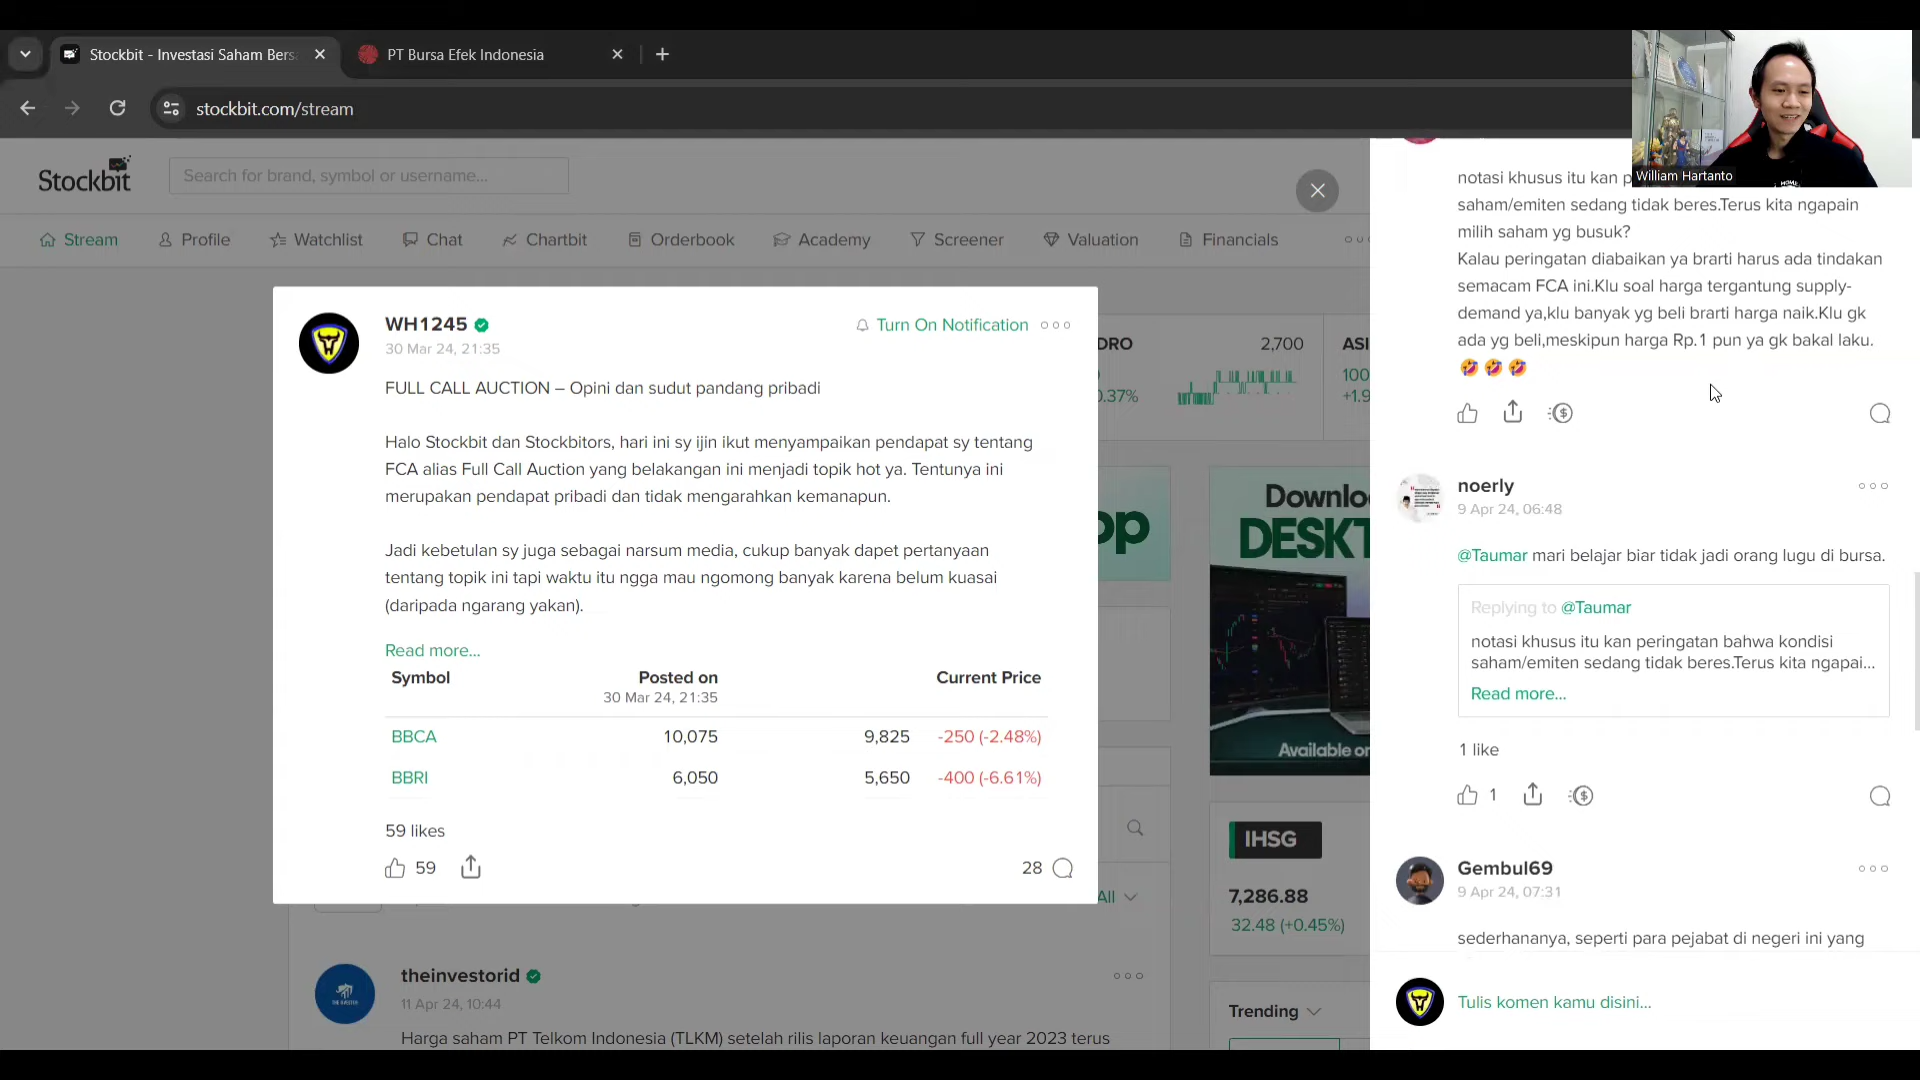 Stockbit - Investasi Saham Bers
PT Bursa Efek Indonesia
stockbit.com/stream
William Hartanto
Stockbit
Search for brand, symbol or username...
Stream
Profile
Watchlist
Chat
Chartbit
Orderbook
Academy
Screener
Valuation
Financials
WH1245
30 Mar 24, 21:35
Turn On Notification
FULL CALL AUCTION – Opini dan sudut pandang pribadi
Halo Stockbit dan Stockbitors, hari ini sy ijin ikut menyampaikan pendapat sy tentang
FCA alias Full Call Auction yang belakangan ini menjadi topik hot ya. Tentunya ini
merupakan pendapat pribadi dan tidak mengarahkan kemanapun.
Jadi kebetulan sy juga sebagai narsum media, cukup banyak dapet pertanyaan
tentang topik ini tapi waktu itu ngga mau ngomong banyak karena belum kuasai
(daripada ngarang yakan).
Read more...
Symbol
Posted on
Current Price
30 Mar 24, 21:35
BBCA 10,075 9,825 -250 (-2.48%)
BBRI 6,050 5,650 -400 (-6.61%)
59 likes
59
28
DRO 2,700
0.37%
ASI
100
+1.9
op
Downlo
DESKT
Available on
IHSG
7,286.88
32.48 (+0.45%)
Trending
All
theinvestorid
11 Apr 24, 10:44
Harga saham PT Telkom Indonesia (TLKM) setelah rilis laporan keuangan full year 2023 terus
notasi khusus itu kan p
saham/emiten sedang tidak beres.Terus kita ngapain
milih saham yg busuk?
Kalau peringatan diabaikan ya brarti harus ada tindakan
semacam FCA ini.Klu soal harga tergantung supply-
demand ya,klu banyak yg beli brarti harga naik.Klu gk
ada yg beli,meskipun harga Rp.1 pun ya gk bakal laku.
🤣🤣🤣
noerly
9 Apr 24, 06:48
@Taumar mari belajar biar tidak jadi orang lugu di bursa.
Replying to @Taumar
notasi khusus itu kan peringatan bahwa kondisi
saham/emiten sedang tidak beres.Terus kita ngapai...
Read more...
1 like
1
Gembul69
9 Apr 24, 07:31
sederhananya, seperti para pejabat di negeri ini yang
Tulis komen kamu disini...